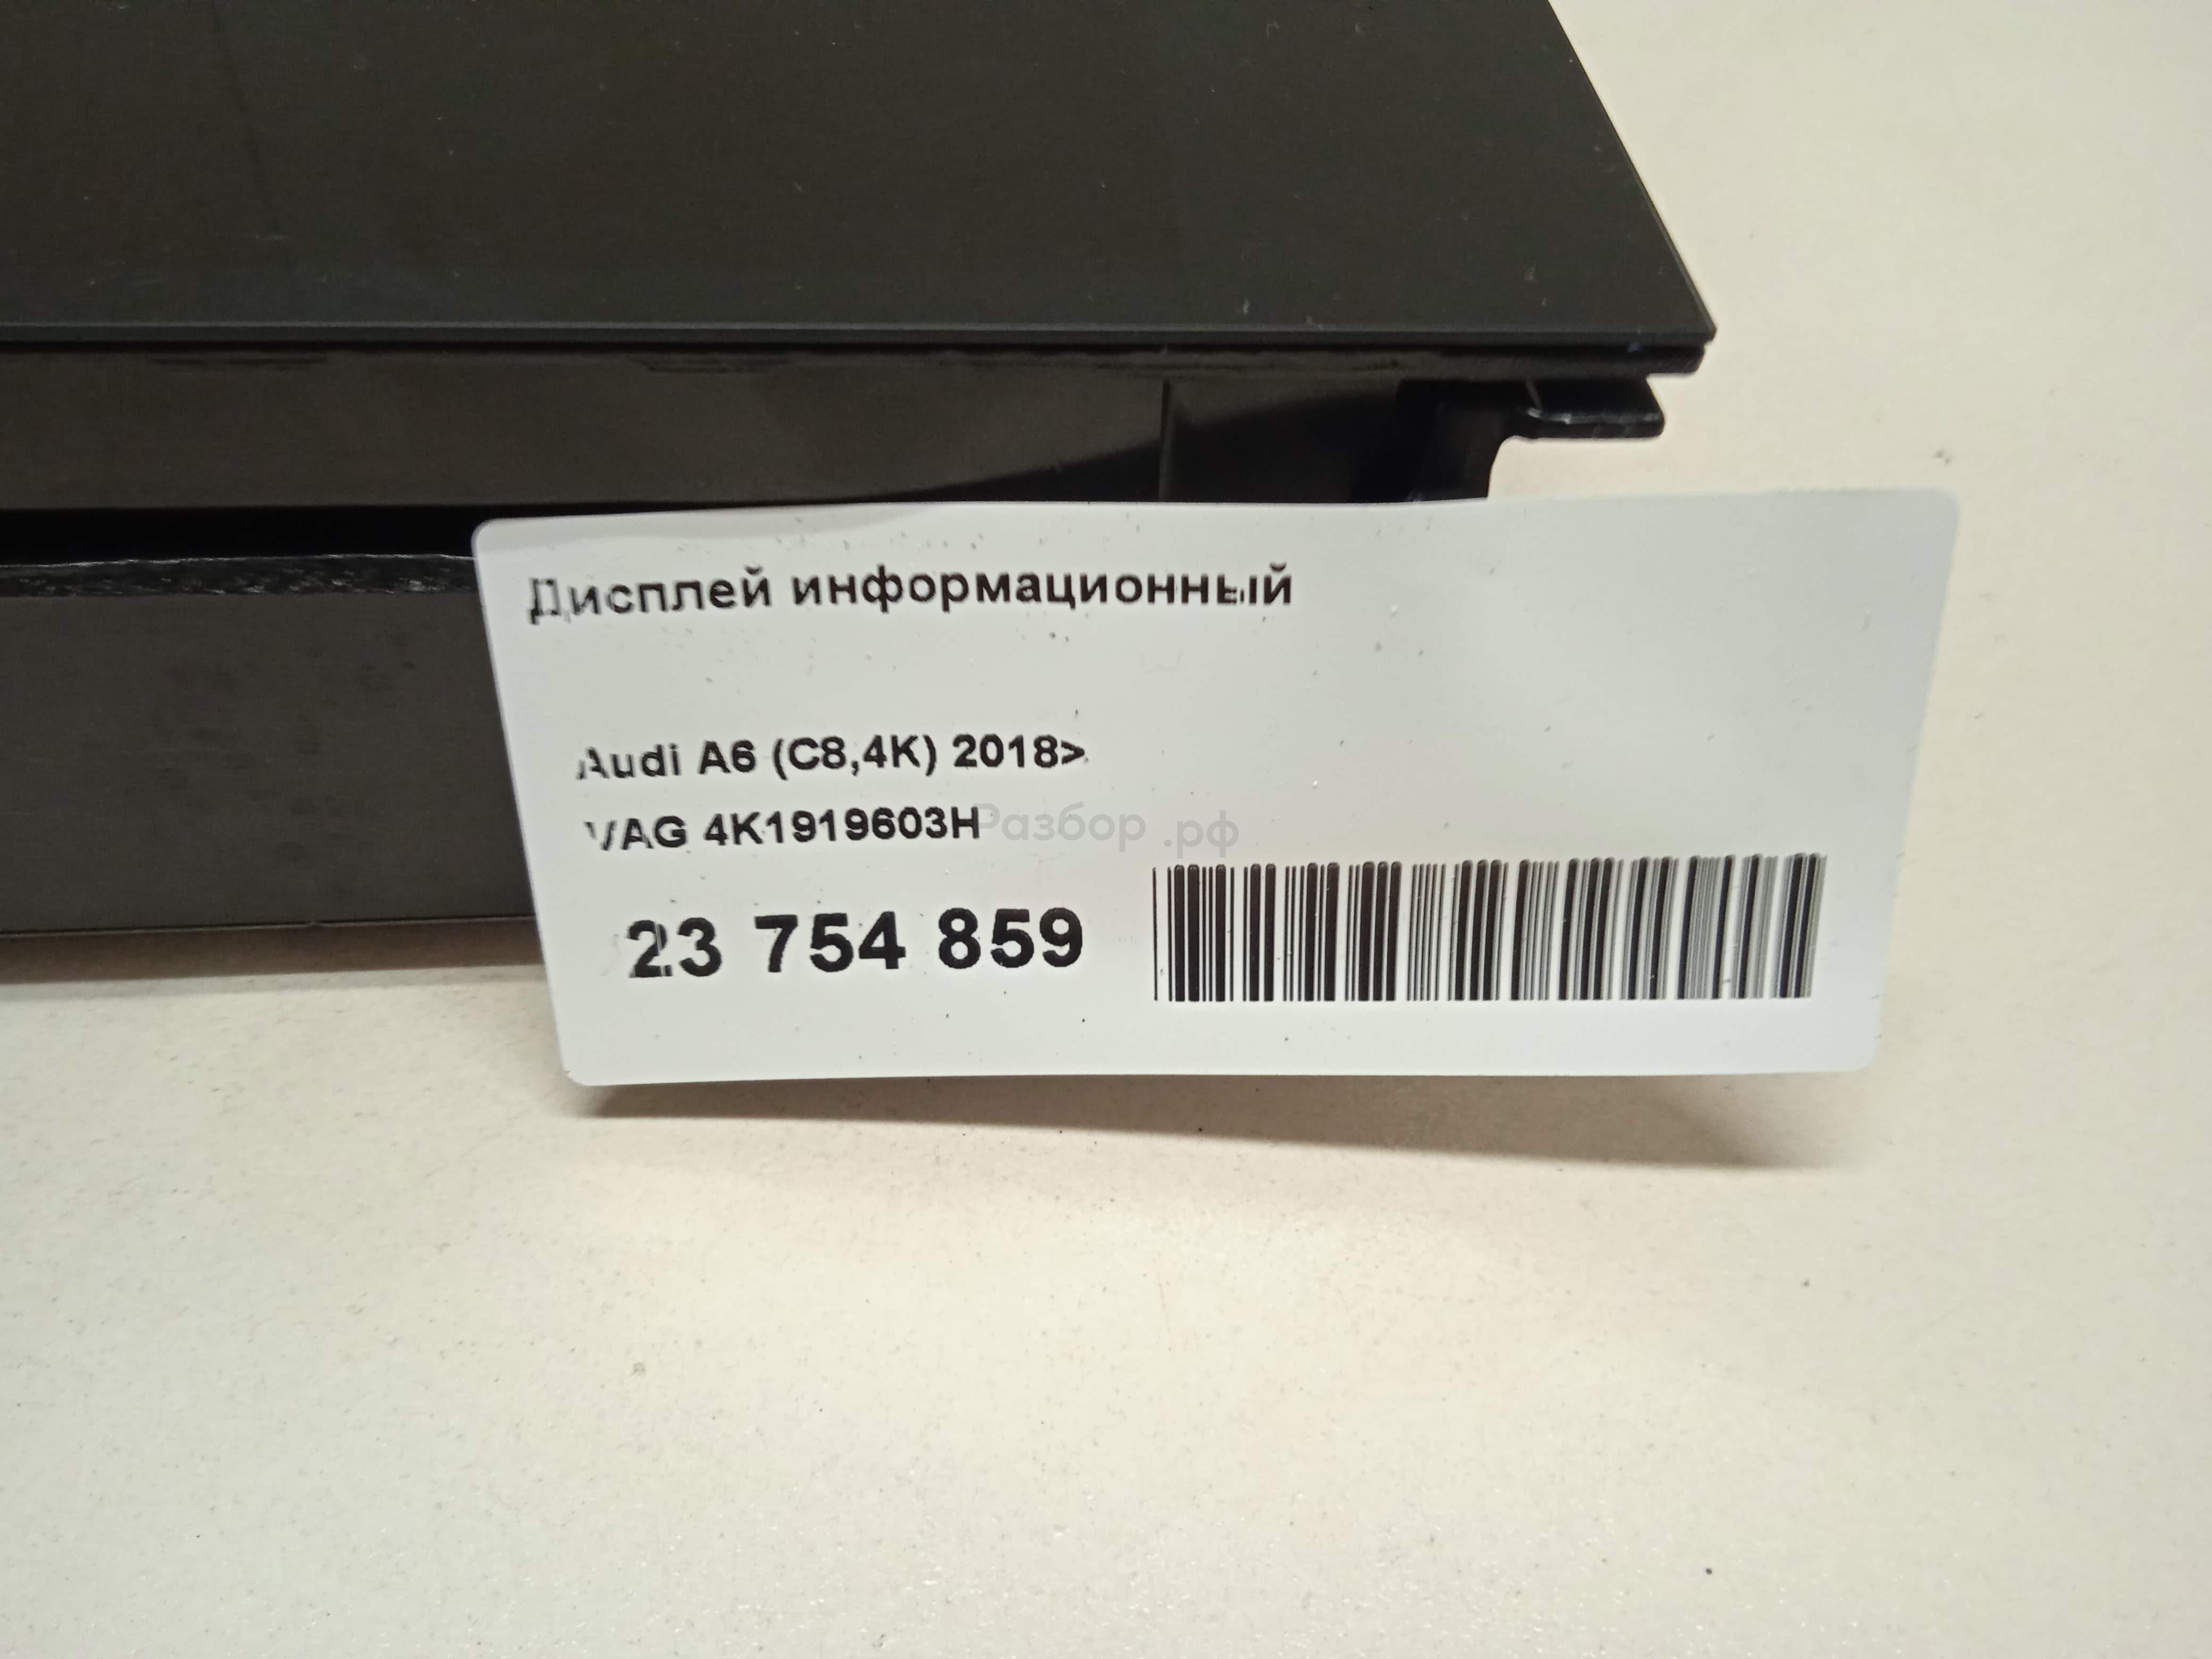 Дисплей информационный
Audi A6 (C8,4K) 2018>
VAG 4K1919603H
Разбор.рф
23 754 859